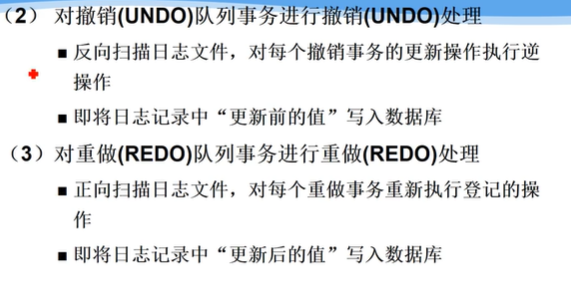 （2） 对撤销(UNDO)队列事务进行撤销(UNDO)处理
■ 反向扫描日志文件，对每个撤销事务的更新操作执行逆
操作
■ 即将日志记录中“更新前的值”写入数据库
（3）对重做(REDO)队列事务进行重做(REDO)处理
■ 正向扫描日志文件，对每个重做事务重新执行登记的操
作
■ 即将日志记录中“更新后的值”写入数据库